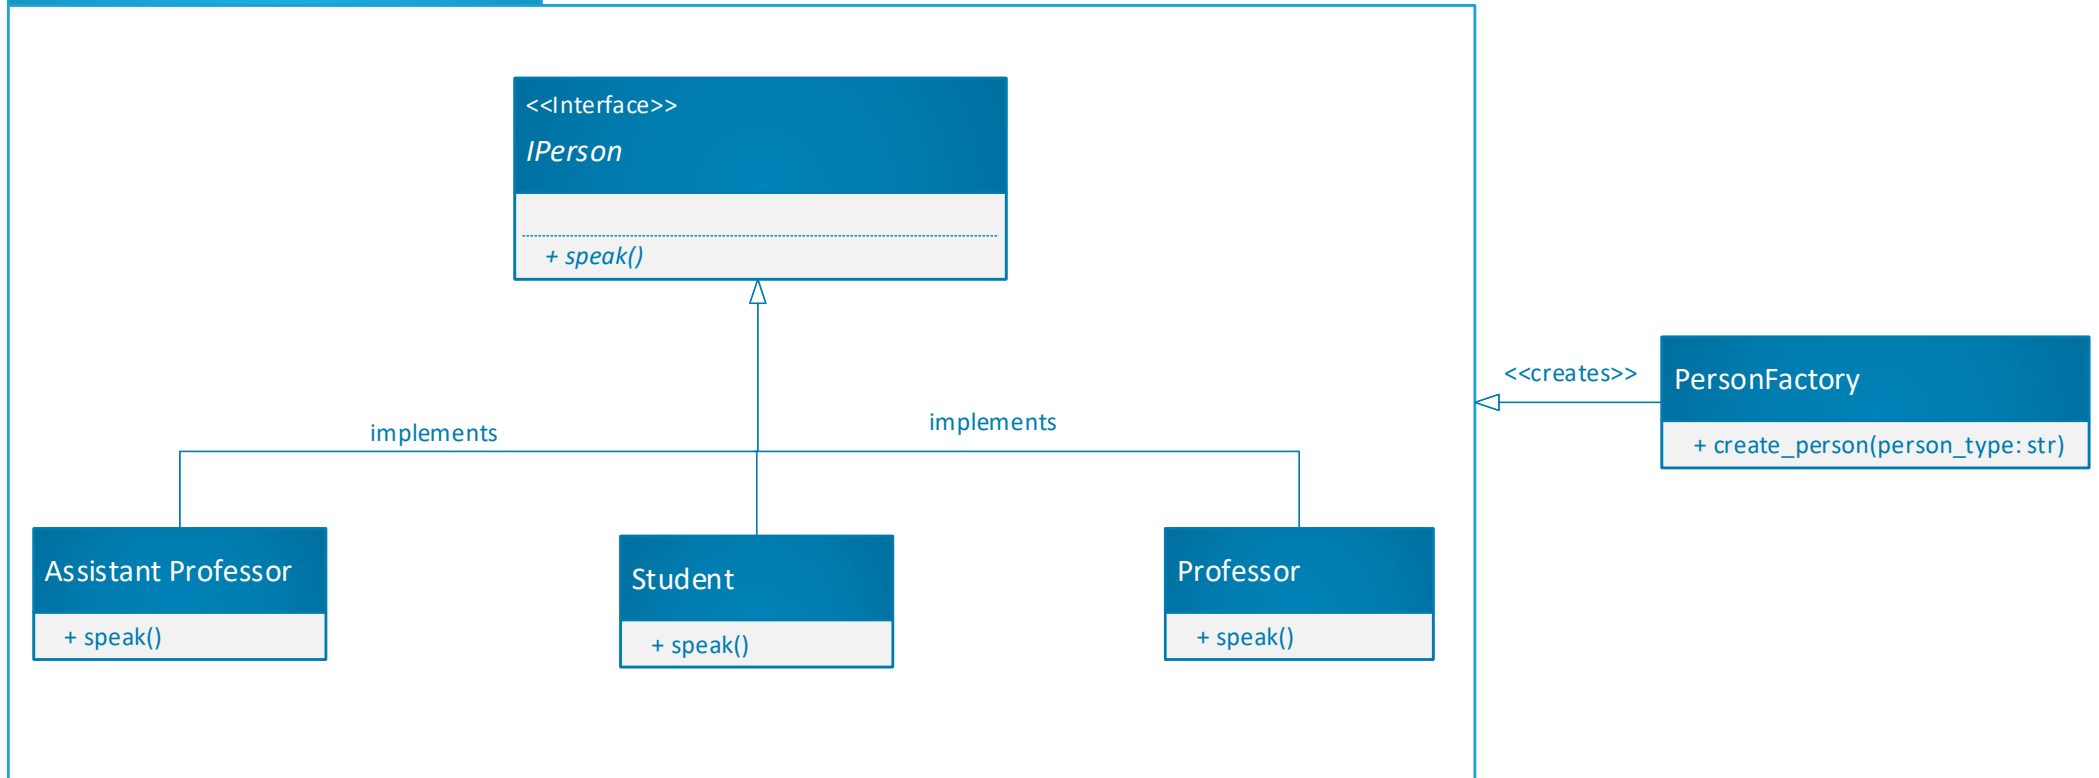 <<Interface>>
IPerson
+ speak()
<<creates>>
PersonFactory
+ create_person(person_type: str)
implements
implements
Assistant Professor
+ speak()
Student
+ speak()
Professor
+ speak()